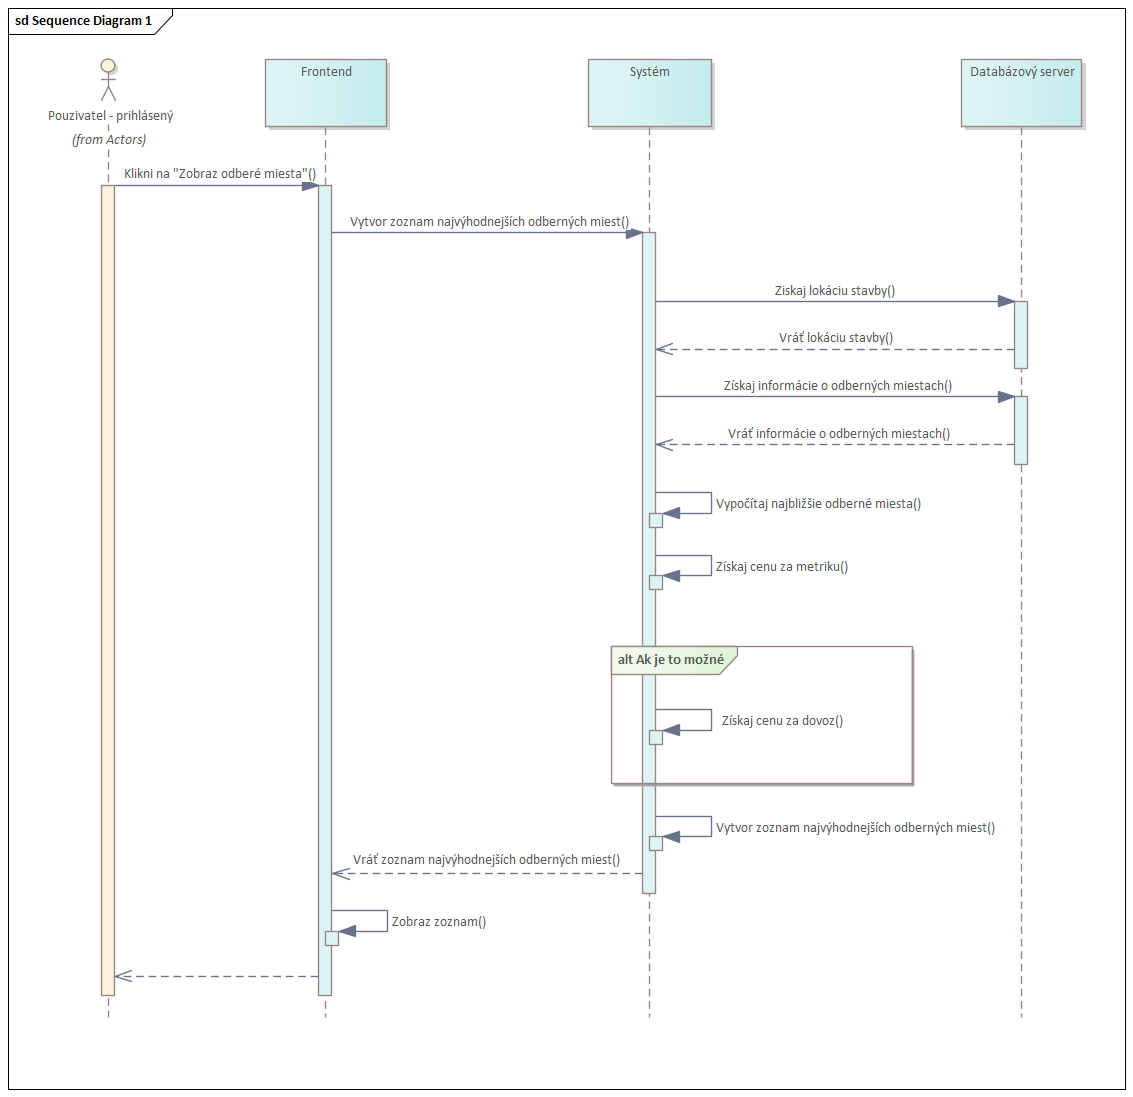 sd Sequence Diagram 1
Frontend
Systém
Databázový server
Pouzivatel - prihlásený
(from Actors)
Klikni na "Zobraz odberé miesta"()
Vytvor zoznam najvýhodnejších odberných miest()
Ziskaj lokáciu stavby()
Vráť lokáciu stavby()
Získaj informácie o odberných miestach()
Vráť informácie o odberných miestach()
Vypočítaj najbližšie odberné miesta()
Získaj cenu za metriku()
alt Ak je to možné
Získaj cenu za dovoz()
Vytvor zoznam najvýhodnejších odberných miest()
Vráť zoznam najvýhodnejších odberných miest()
Zobraz zoznam()